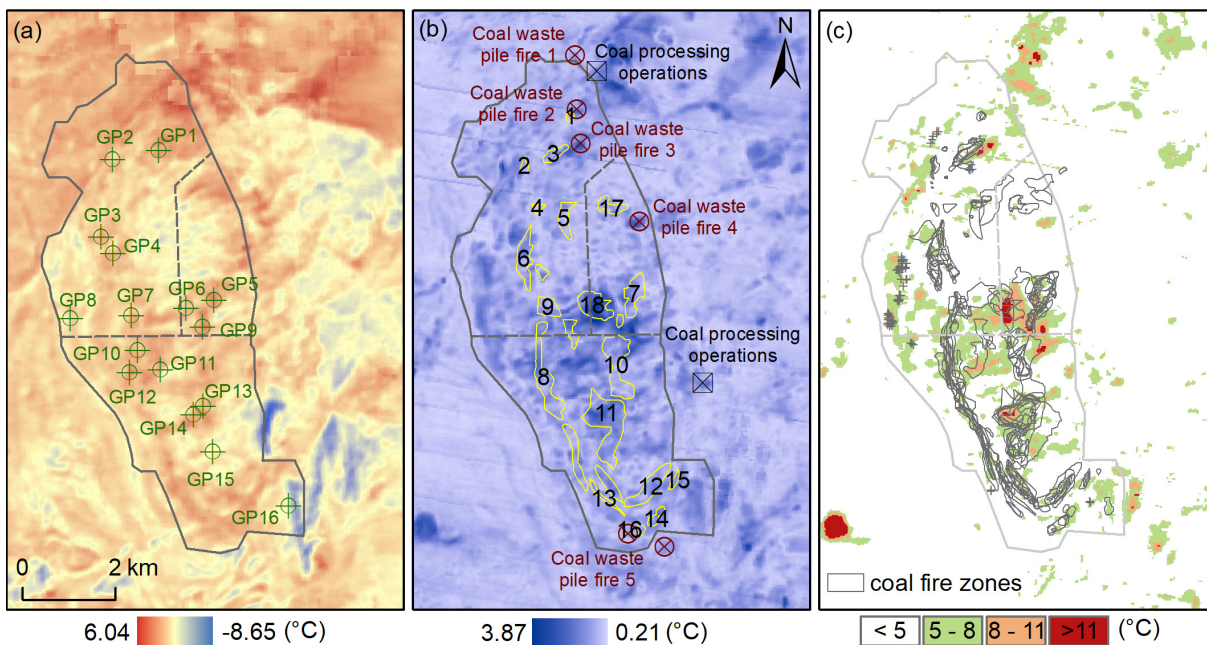 (a)
GP2
GP1
GP3
GP4
GP8
GP7
GP6
GP5
GP9
GP10
GP11
GP12
GP13
GP14
GP15
GP16
0 2 km
6.04 -8.65 (°C)
(b)
N
Coal waste
pile fire 1
Coal processing
operations
Coal waste
pile fire 2
1
Coal waste
pile fire 3
2
3
4
5
17
Coal waste
pile fire 4
6
7
9
18
Coal processing
operations
8
10
11
12
15
13
14
16
Coal waste
pile fire 5
3.87 0.21 (°C)
(c)
coal fire zones
< 5 5 - 8 8 - 11 >11 (°C)